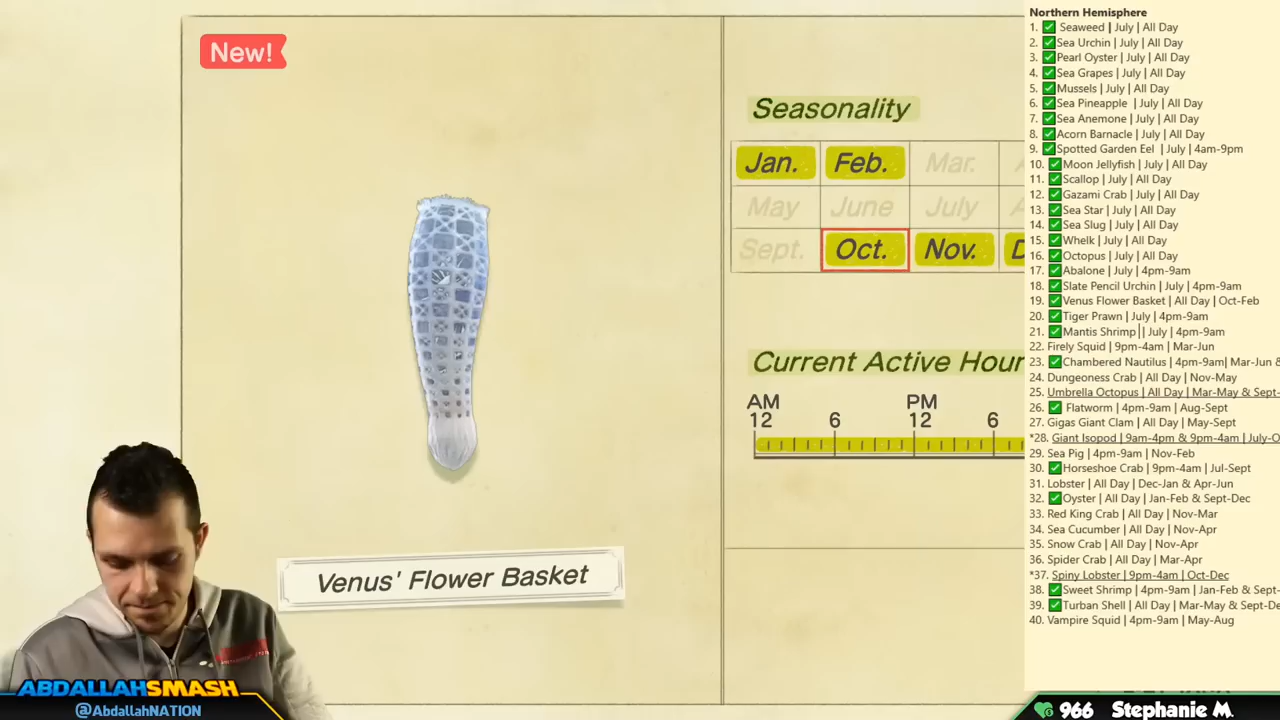 New!
Seasonality
Jan. Feb. Mar.
May June July
Sept. Oct. Nov. D
Current Active Hour
AM PM
12 6 12 6
Venus' Flower Basket
Northern Hemisphere
1. ✅ Seaweed | July | All Day
2. ✅ Sea Urchin | July | All Day
3. ✅ Pearl Oyster | July | All Day
4. ✅ Sea Grapes | July | All Day
5. ✅ Mussels | July | All Day
6. ✅ Sea Pineapple | July | All Day
7. ✅ Sea Anemone | July | All Day
8. ✅ Acorn Barnacle | July | All Day
9. ✅ Spotted Garden Eel | July | 4am-9pm
10. ✅ Moon Jellyfish | July | All Day
11. ✅ Scallop | July | All Day
12. ✅ Gazami Crab | July | All Day
13. ✅ Sea Star | July | All Day
14. ✅ Sea Slug | July | All Day
15. ✅ Whelk | July | All Day
16. ✅ Octopus | July | All Day
17. ✅ Abalone | July | 4pm-9am
18. ✅ Slate Pencil Urchin | July | 4pm-9am
19. ✅ Venus Flower Basket | All Day | Oct-Feb
20. ✅ Tiger Prawn | July | 4pm-9am
21. ✅ Mantis Shrimp | July | 4pm-9am
22. Firely Squid | 9pm-4am | Mar-Jun
23. ✅ Chambered Nautilus | 4pm-9am| Mar-Jun &
24. Dungeoness Crab | All Day | Nov-May
25. Umbrella Octopus | All Day | Mar-May & Sept-
26. ✅ Flatworm | 4pm-9am | Aug-Sept
27. Gigas Giant Clam | All Day | May-Sept
*28. Giant Isopod | 9am-4pm & 9pm-4am | July-O
29. Sea Pig | 4pm-9am | Nov-Feb
30. ✅ Horseshoe Crab | 9pm-4am | Jul-Sept
31. Lobster | All Day | Dec-Jan & Apr-Jun
32. ✅ Oyster | All Day | Jan-Feb & Sept-Dec
33. Red King Crab | All Day | Nov-Mar
34. Sea Cucumber | All Day | Nov-Apr
35. Snow Crab | All Day | Nov-Apr
36. Spider Crab | All Day | Mar-Apr
*37. Spiny Lobster | 9pm-4am | Oct-Dec
38. ✅ Sweet Shrimp | 4pm-9am | Jan-Feb & Sept-
39. ✅ Turban Shell | All Day | Mar-May & Sept-De
40. Vampire Squid | 4pm-9am | May-Aug
ABDALLAHSMASH
@AbdallahNATION
966 Stephanie M.